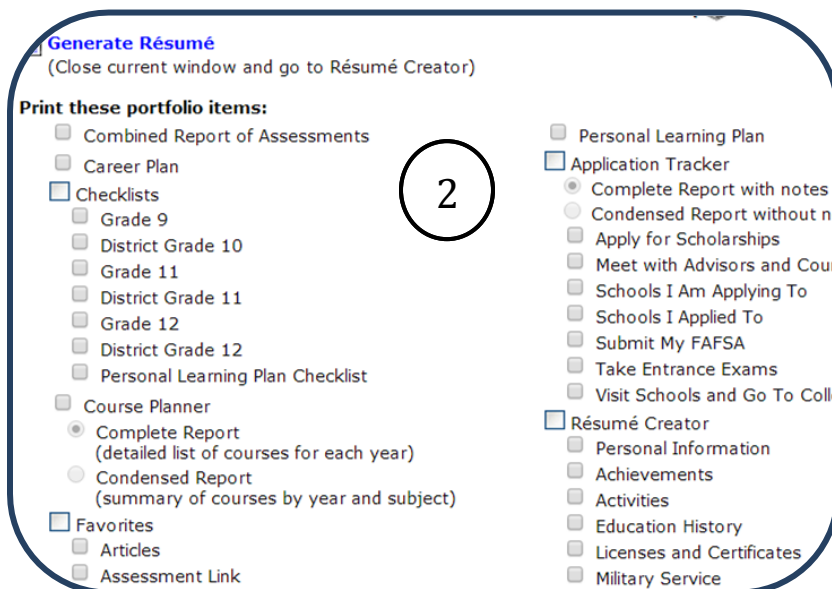 Generate Résumé
(Close current window and go to Résumé Creator)
Print these portfolio items:
Combined Report of Assessments
Career Plan
Checklists
Grade 9
District Grade 10
Grade 11
District Grade 11
Grade 12
District Grade 12
Personal Learning Plan Checklist
Course Planner
Complete Report
(detailed list of courses for each year)
Condensed Report
(summary of courses by year and subject)
Favorites
Articles
Assessment Link
2
Personal Learning Plan
Application Tracker
Complete Report with notes
Condensed Report without
Apply for Scholarships
Meet with Advisors and
Schools I Am Applying To
Schools I Applied To
Submit My FAFSA
Take Entrance Exams
Visit Schools and Go To
Résumé Creator
Personal Information
Achievements
Activities
Education History
Licenses and Certificates
Military Service